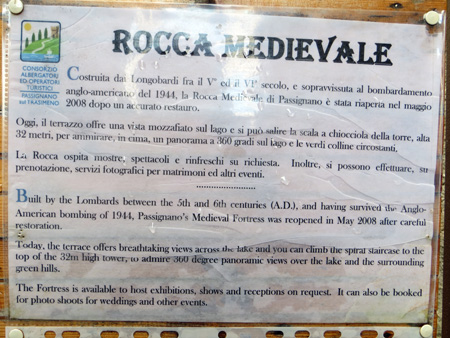 ROCCA MEDIEVALE
CONSORZIO
ALBERGATORI
ED OPERATORI
TURISTICI
PASSIGNANO
SUL TRASIMENO
Costruita dai Longobardi fra il V° ed il VI° secolo, e sopravvissuta al bombardamento
anglo-americano del 1944, la Rocca Medievale di Passignano è stata riaperta nel maggio
2008 dopo un accurato restauro.
Oggi, il terrazzo offre una vista mozzafiato sul lago e si può salire la scala a chiocciola della torre, alta
32 metri, per ammirare, in cima, un panorama a 360 gradi sul lago e le verdi colline circostanti.
La Rocca ospita mostre, spettacoli e rinfreschi su richiesta. Inoltre, si possono effettuare, su
prenotazione, servizi fotografici per matrimoni ed altri eventi.
Built by the Lombards between the 5th and 6th centuries (A.D.), and having survived the Anglo-
American bombing of 1944, Passignano's Medieval Fortress was reopened in May 2008 after careful
restoration.
Today, the terrace offers breathtaking views across the lake and you can climb the spiral staircase to the
top of the 32m high tower, to admire 360 degree panoramic views over the lake and the surrounding
green hills.
The Fortress is available to host exhibitions, shows and receptions on request. It can also be booked
for photo shoots for weddings and other events.